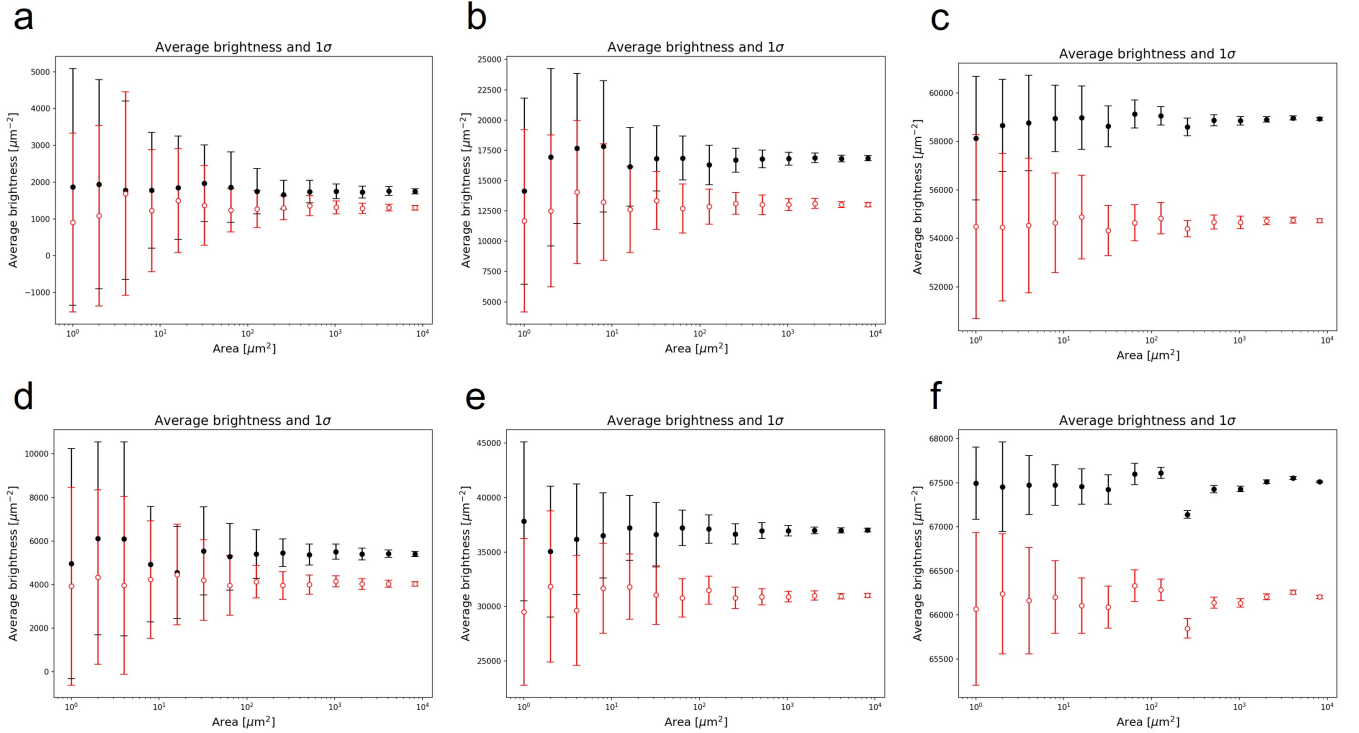 a
Average brightness and 1σ
Average brightness [μm⁻²]
5000
4000
3000
2000
1000
0
−1000
10⁰
10¹
10²
10³
10⁴
Area [μm²]
b
Average brightness and 1σ
Average brightness [μm⁻²]
25000
22500
20000
17500
15000
12500
10000
7500
5000
10⁰
10¹
10²
10³
10⁴
Area [μm²]
c
Average brightness and 1σ
Average brightness [μm⁻²]
60000
58000
56000
54000
52000
10⁰
10¹
10²
10³
10⁴
Area [μm²]
d
Average brightness and 1σ
Average brightness [μm⁻²]
10000
8000
6000
4000
2000
0
10⁰
10¹
10²
10³
10⁴
Area [μm²]
e
Average brightness and 1σ
Average brightness [μm⁻²]
45000
40000
35000
30000
25000
10⁰
10¹
10²
10³
10⁴
Area [μm²]
f
Average brightness and 1σ
Average brightness [μm⁻²]
68000
67500
67000
66500
66000
65500
10⁰
10¹
10²
10³
10⁴
Area [μm²]